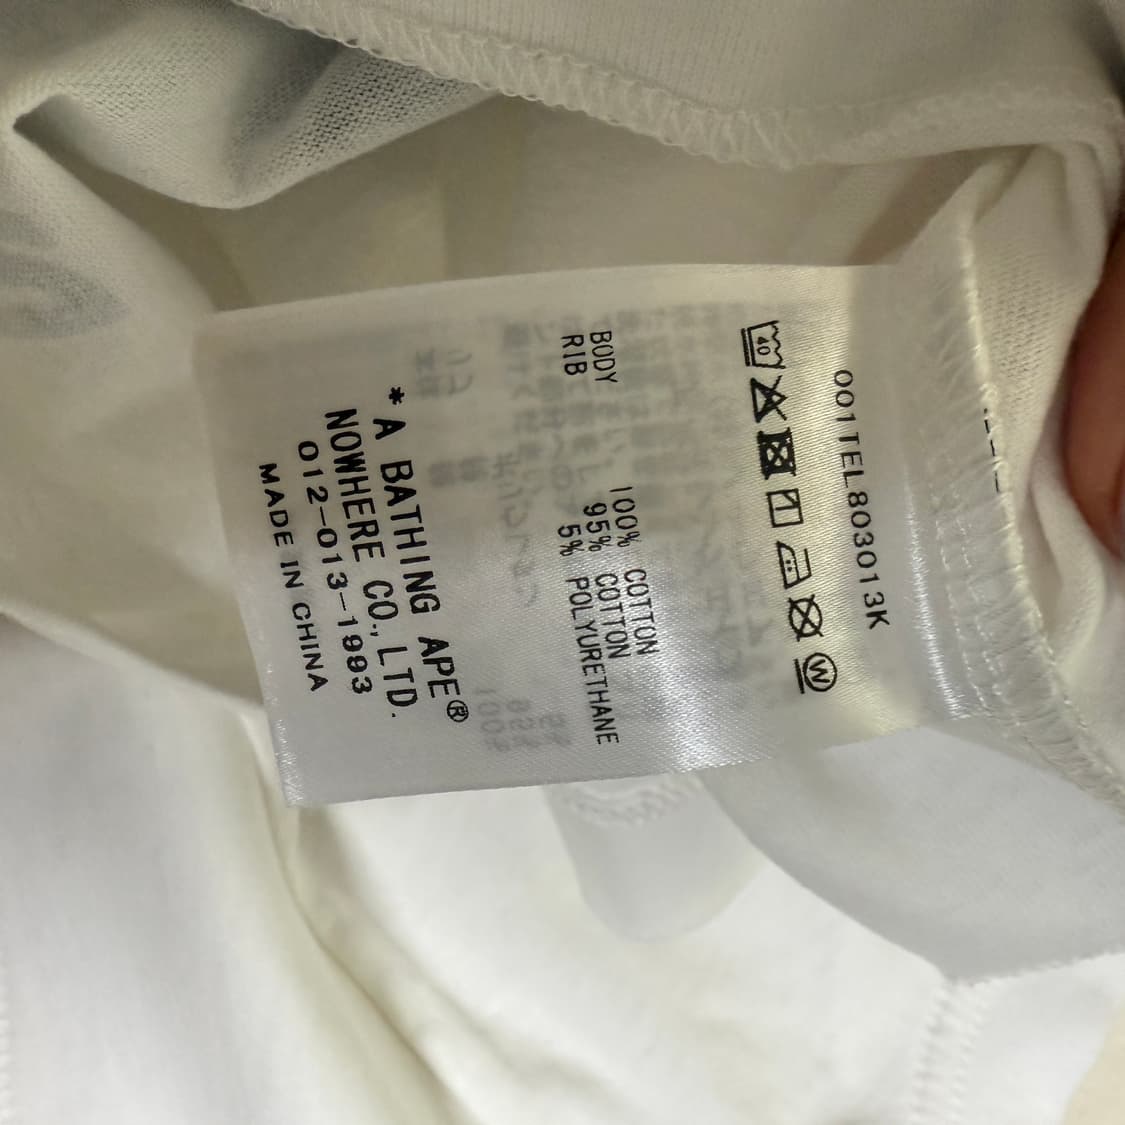 001TEL803013K
40
W
BODY 100% COTTON
RIB 95% COTTON
5% POLYURETHANE
* A BATHING APE®
NOWHERE CO., LTD.
012-013-1993
MADE IN CHINA